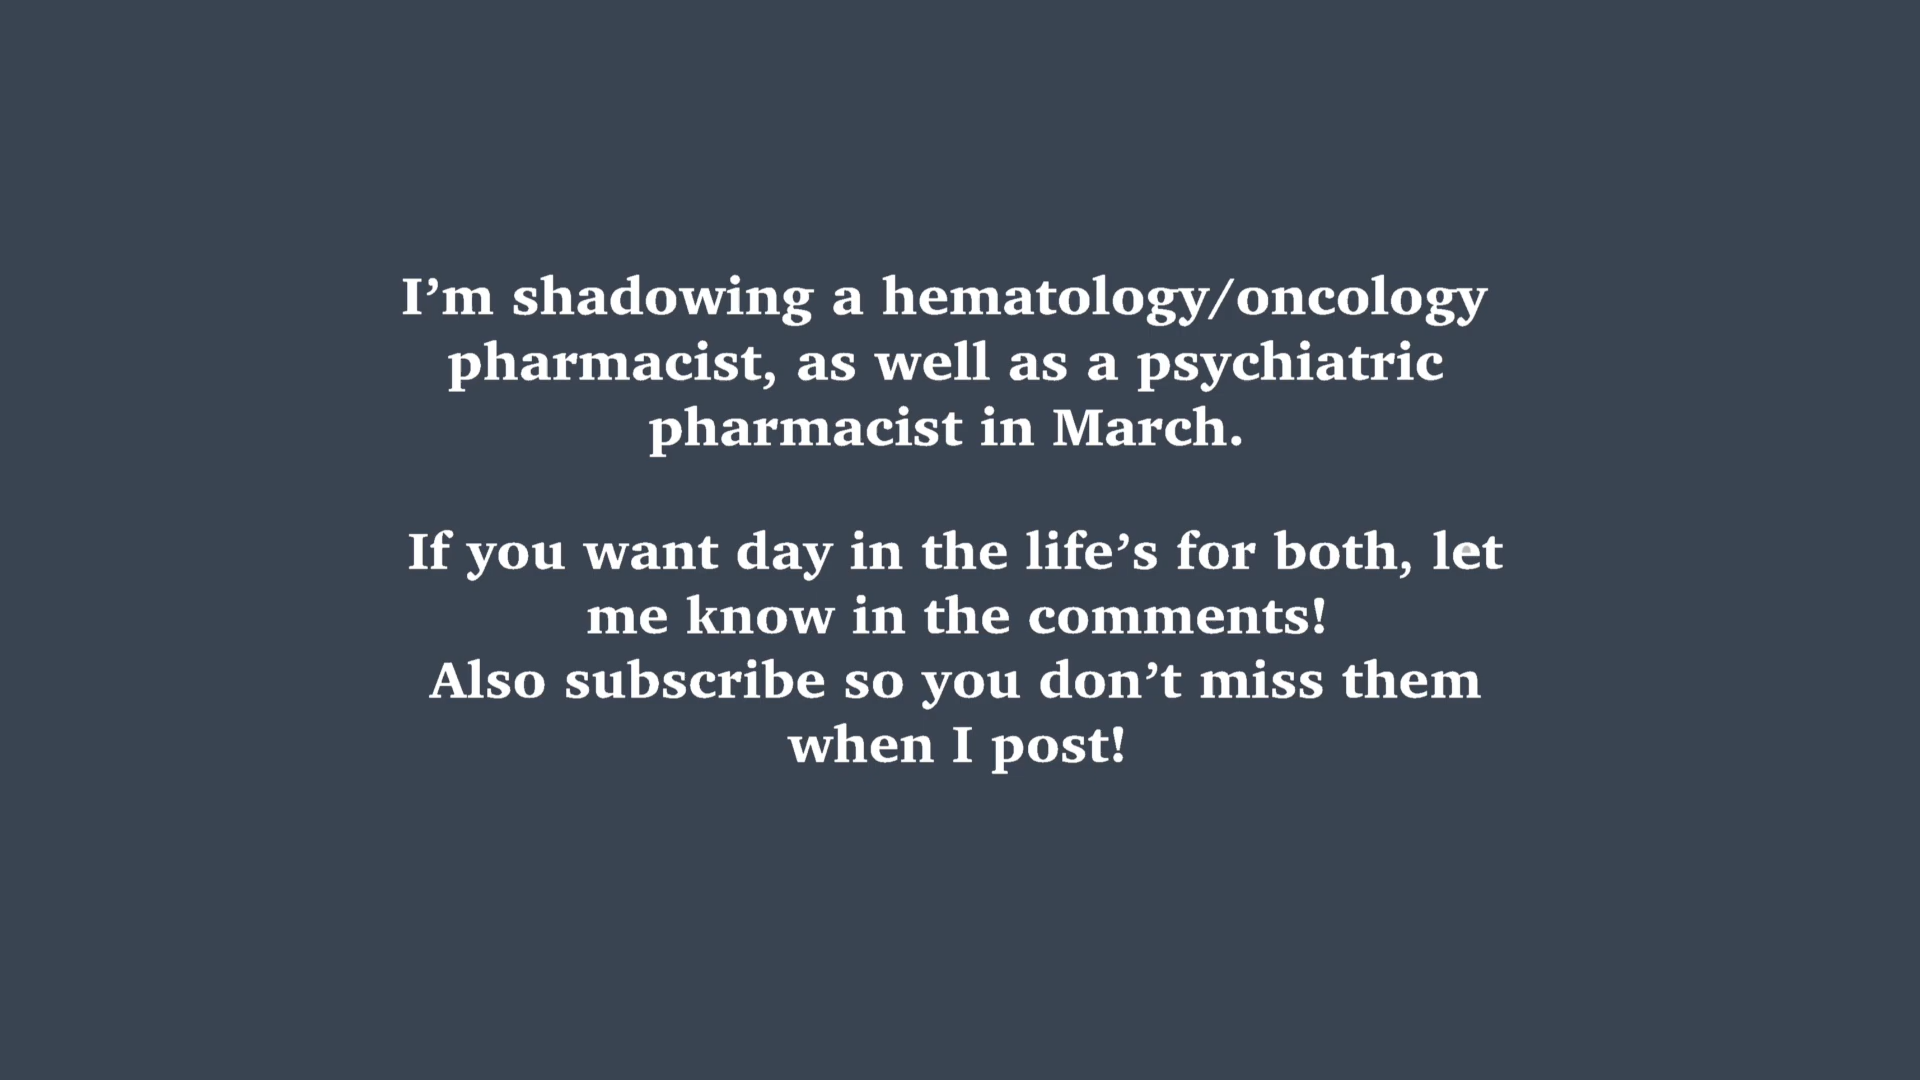 I’m shadowing a hematology/oncology
pharmacist, as well as a psychiatric
pharmacist in March.
If you want day in the life’s for both, let
me know in the comments!
Also subscribe so you don’t miss them
when I post!